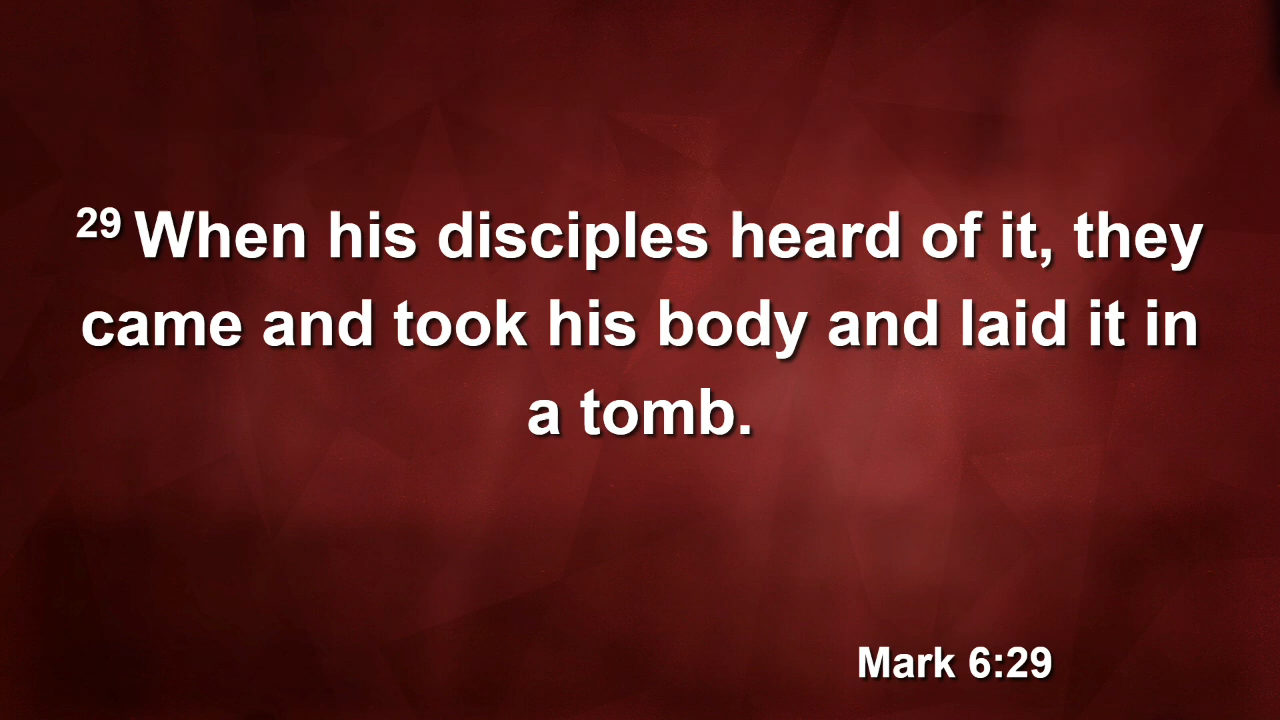 29 When his disciples heard of it, they
came and took his body and laid it in
a tomb.
Mark 6:29